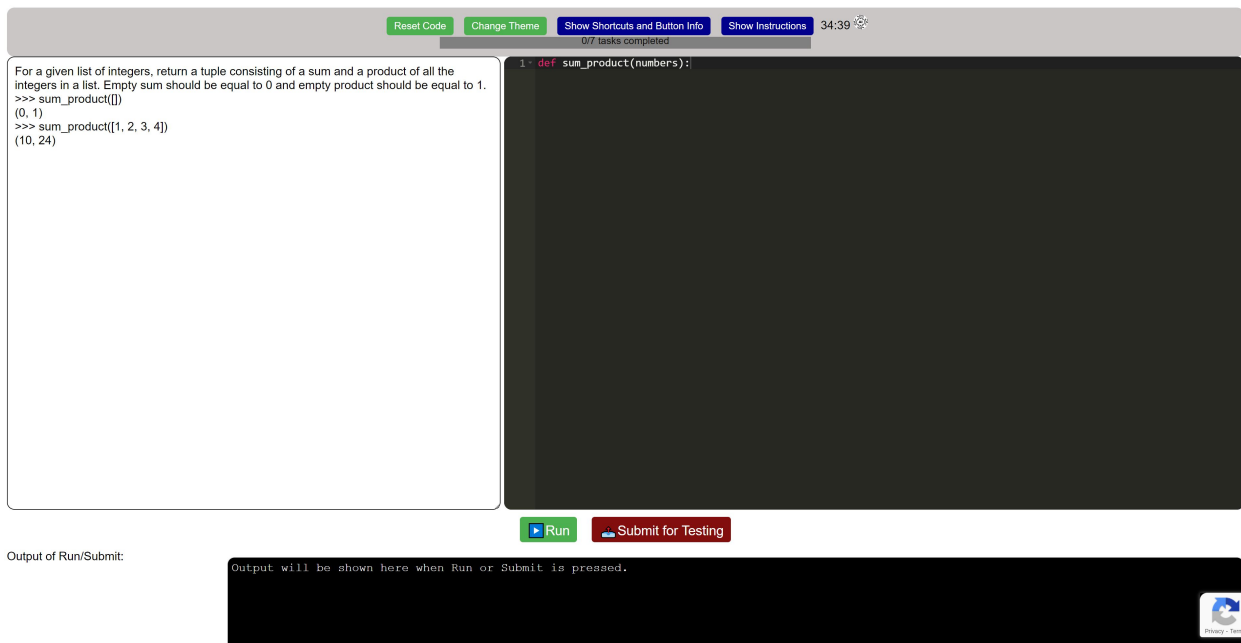 Reset Code Change Theme Show Shortcuts and Button Info Show Instructions 34:39
0/7 tasks completed
For a given list of integers, return a tuple consisting of a sum and a product of all the
integers in a list. Empty sum should be equal to 0 and empty product should be equal to 1.
>>> sum_product([])
(0, 1)
>>> sum_product([1, 2, 3, 4])
(10, 24)
1 def sum_product(numbers):
Run Submit for Testing
Output of Run/Submit:
Output will be shown here when Run or Submit is pressed.
Privacy -